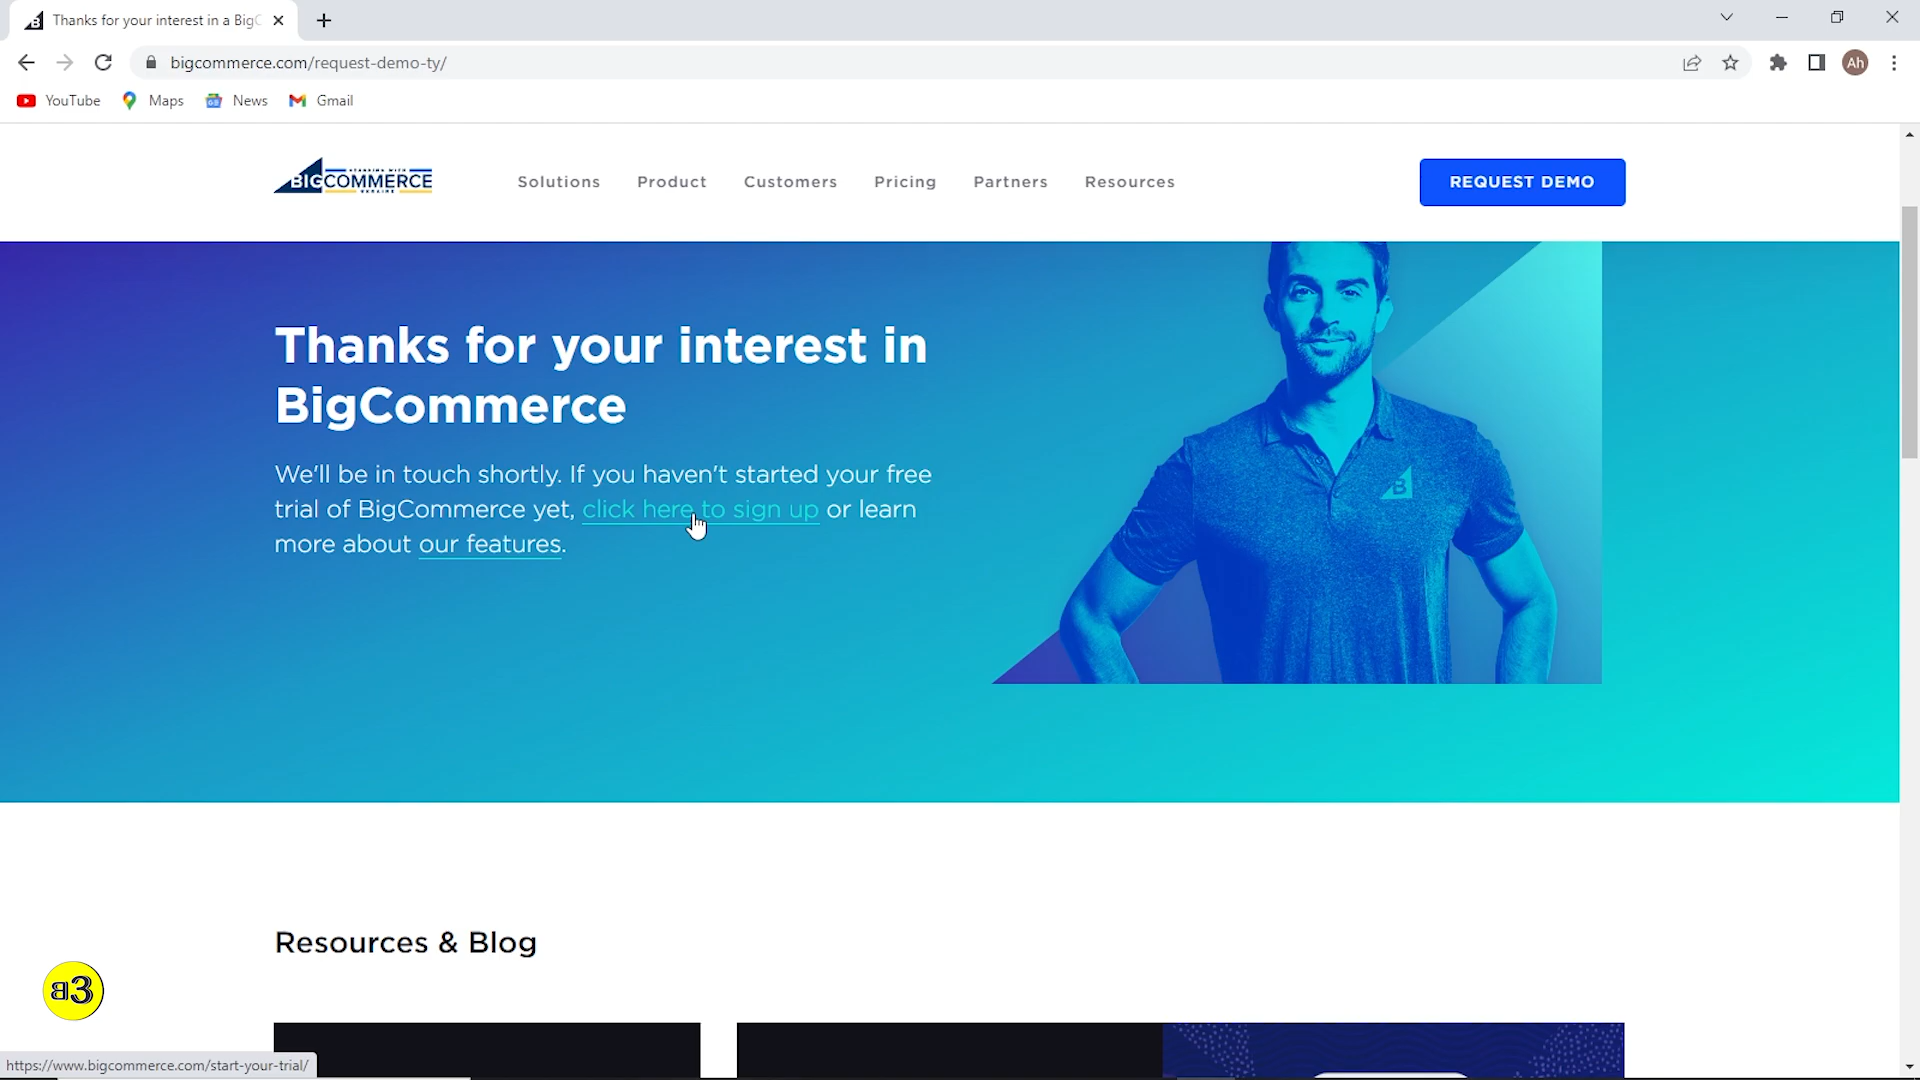 Thanks for your interest in a Big
bigcommerce.com/request-demo-ty/
Ah
YouTube
Maps
News
Gmail
BIGCOMMERCE
Solutions
Product
Customers
Pricing
Partners
Resources
REQUEST DEMO
Thanks for your interest in
BigCommerce
We'll be in touch shortly. If you haven't started your free
trial of BigCommerce yet, click here to sign up or learn
more about our features.
B
Resources & Blog
https://www.bigcommerce.com/start-your-trial/